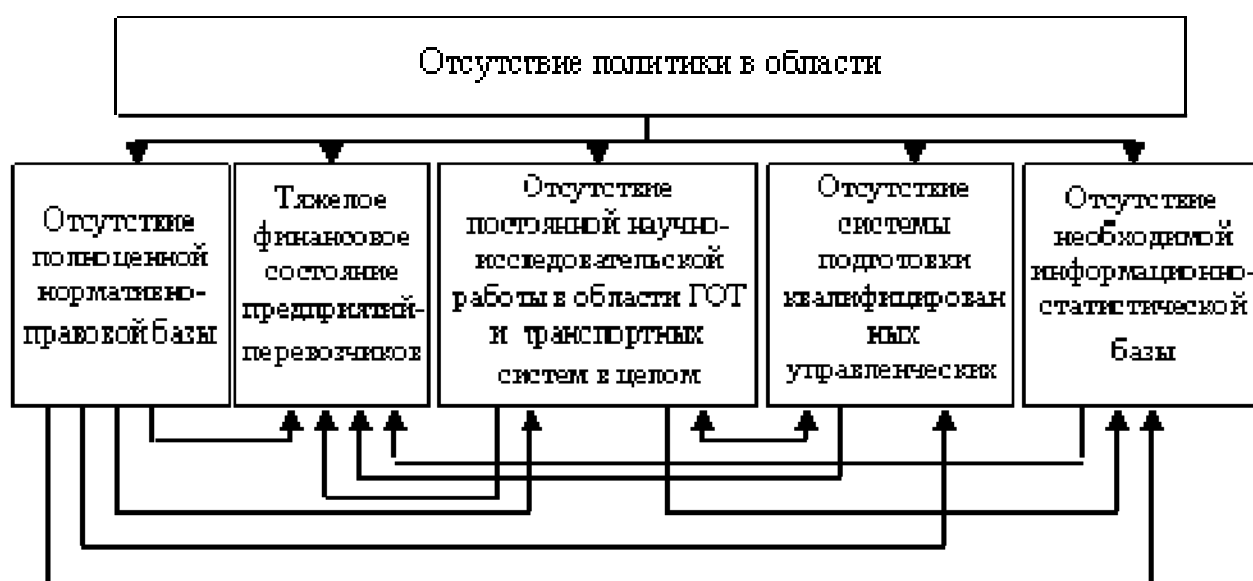 Отсутствие политики в области
Отсутствие
полноценной
нормативно-
правовой базы
Тяжелое
финансовое
состояние
предприятий-
перевозчиков
Отсутствие
постоянной научно-
исследовательской
работы в области ГОТ
и транспортных
систем в целом
Отсутствие
системы
подготовки
квалифицирован
ных
управленческих
Отсутствие
необходимой
информационно-
статистической
базы